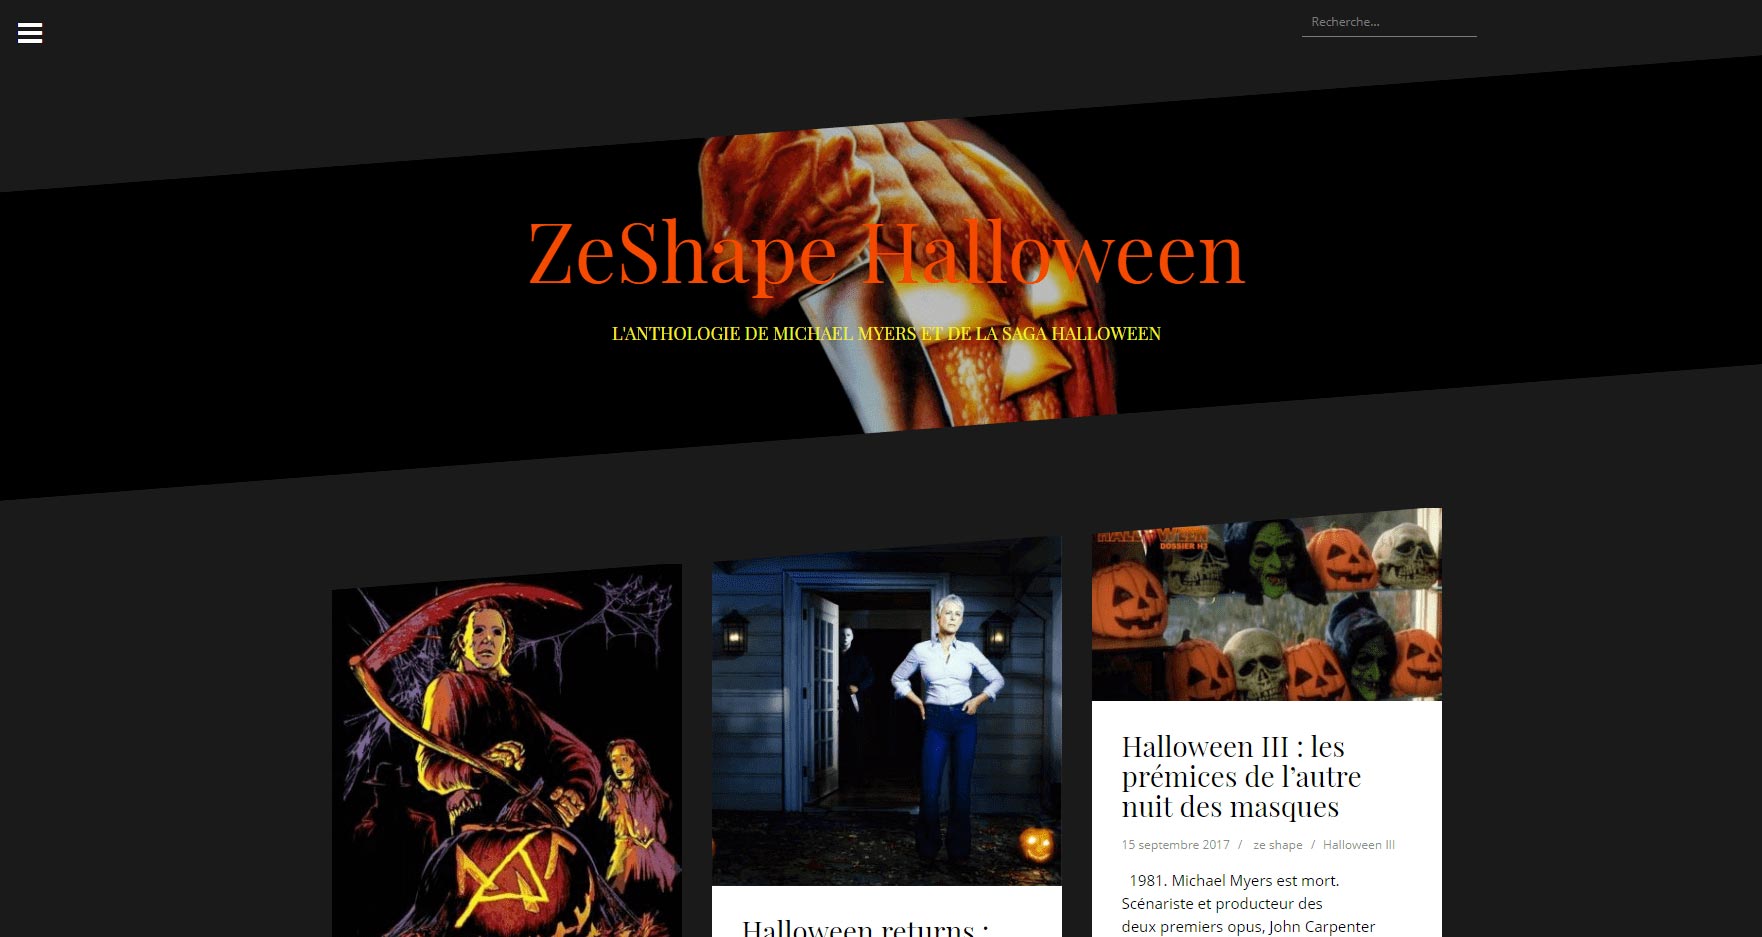 Recherche...
ZeShape Halloween
L'ANTHOLOGIE DE MICHAEL MYERS ET DE LA SAGA HALLOWEEN
HALLOWEEN
DOSSIER H3
Halloween III : les
prémices de l’autre
nuit des masques
15 septembre 2017 / ze shape / Halloween III
1981. Michael Myers est mort.
Scénariste et producteur des
deux premiers opus, John Carpenter
Halloween returns :